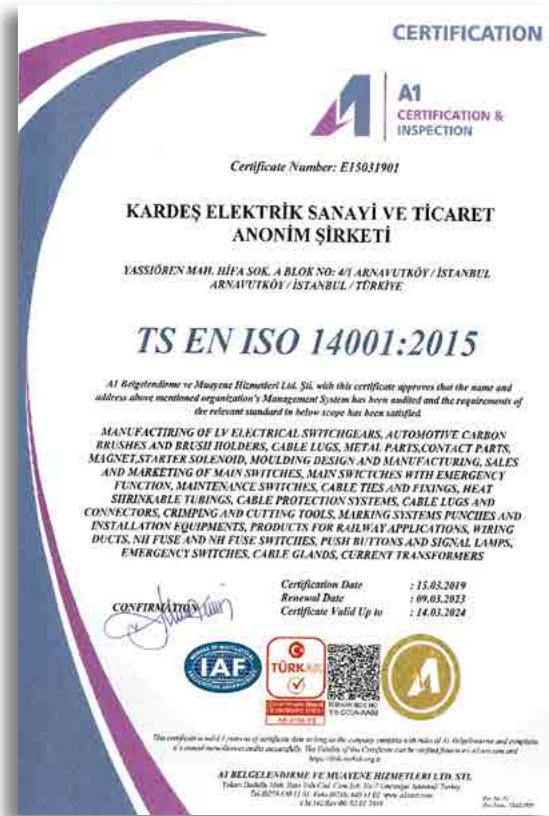 CERTIFICATION
A1
CERTIFICATION &
INSPECTION
Certificate Number: E15031901
KARDEŞ ELEKTRİK SANAYİ VE TİCARET
ANONİM ŞİRKETİ
YASSIÖREN MAH. HİFA SOK. A BLOK NO: 4/1 ARNAVUTKÖY / İSTANBUL
ARNAVUTKÖY / İSTANBUL / TÜRKİYE
TS EN ISO 14001:2015
A1 Belgelendirme ve Muayene Hizmetleri Ltd. Şti. with this certificate approves that the name and
address above mentioned organization's Management System has been audited and the requirements of
the relevant standard in below scope has been satisfied
MANUFACTIRING OF LV ELECTRICAL SWITCHGEARS, AUTOMOTIVE CARBON
BRUSHES AND BRUSH HOLDERS, CABLE LUGS, METAL PARTS,CONTACT PARTS,
MAGNET,STARTER SOLENOID, MOULDING DESIGN AND MANUFACTURING, SALES
AND MARKETING OF MAIN SWITCHES, MAIN SWICTCHES WITH EMERGENCY
FUNCTION, MAINTENANCE SWITCHES, CABLE TIES AND FIXINGS, HEAT
SHRINKABLE TUBINGS, CABLE PROTECTION SYSTEMS, CABLE LUGS AND
CONNECTORS, CRIMPING AND CUTTING TOOLS, MARKING SYSTEMS PUNCHES AND
INSTALLATION EQUIPMENTS, PRODUCTS FOR RAILWAY APPLICATIONS, WIRING
DUCTS, NH FUSE AND NH FUSE SWITCHES, PUSH BUTTONS AND SIGNAL LAMPS,
EMERGENCY SWITCHES, CABLE GLANDS, CURRENT TRANSFORMERS
Certification Date : 15.03.2019
Renewal Date : 09.03.2023
Certificate Valid Up to : 14.03.2024
CONFIRMATION
IAF
TÜRKAK
A1 BELGELENDIRME VE MUAYENE HIZMETLERI LTD. STI.